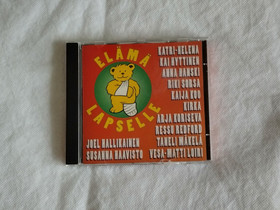 ELÄMÄ
LAPSELLE
KATRI-HELENA
KAI HYTTINEN
ANNA HANSKI
RIKI SORSA
KAIJA KOO
KIRKA
ARJA KORISEVA
RESSU REDFORD
TANELI MÄKELÄ
VESA-MATTI LOIRI
JOEL HALLIKAINEN
SUSANNA HAAVISTO